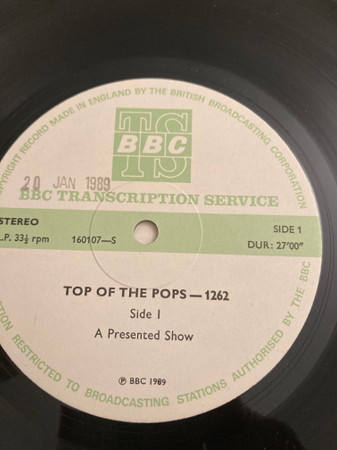 COPYRIGHT RECORD MADE IN ENGLAND BY THE BRITISH BROADCASTING CORPORATION
TS
BBC
20 JAN 1989
BBC TRANSCRIPTION SERVICE
STEREO
SIDE 1
L.P. 33⅓ rpm
160107—S
DUR: 27'00"
TOP OF THE POPS — 1262
Side 1
A Presented Show
℗ BBC 1989
RESTRICTED TO BROADCASTING STATIONS AUTHORISED BY THE BBC